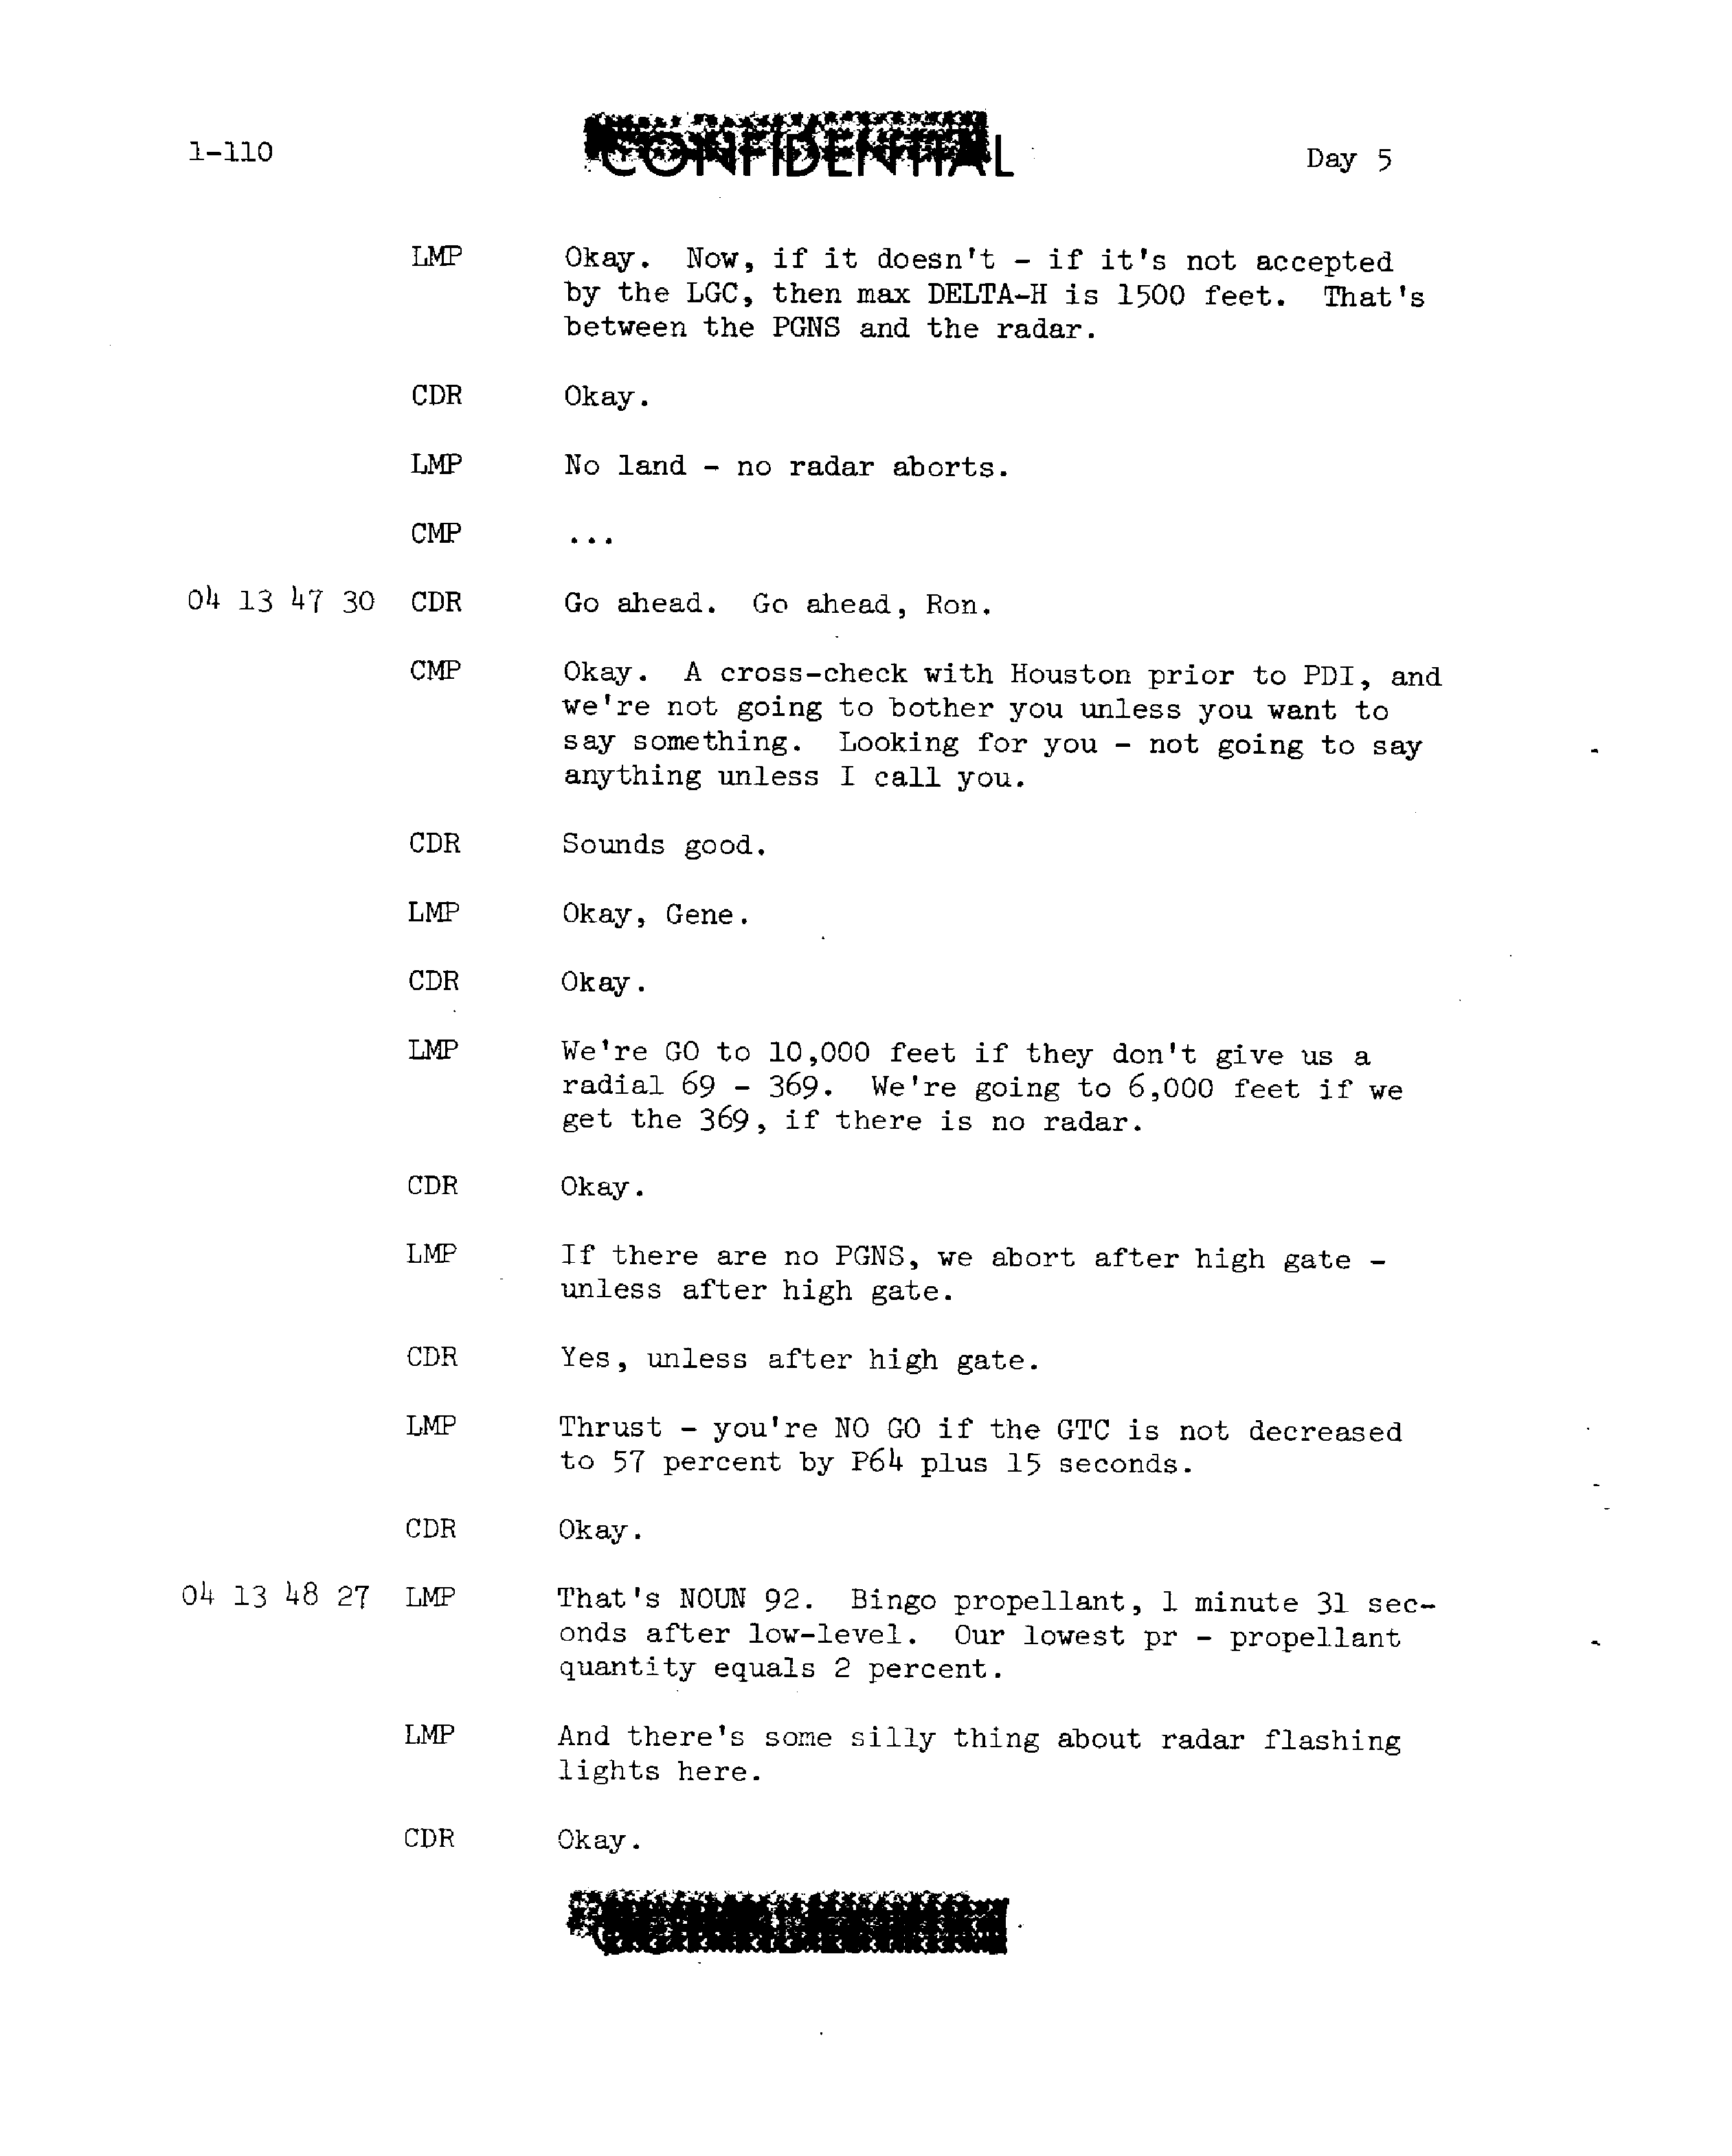 1-110
CONFIDENTIAL
Day 5
LMP Okay. Now, if it doesn't - if it's not accepted
by the LGC, then max DELTA-H is 1500 feet. That's
between the PGNS and the radar.
CDR Okay.
LMP No land - no radar aborts.
CMP ...
04 13 47 30 CDR Go ahead. Go ahead, Ron.
CMP Okay. A cross-check with Houston prior to PDI, and
we're not going to bother you unless you want to
say something. Looking for you - not going to say
anything unless I call you.
CDR Sounds good.
LMP Okay, Gene.
CDR Okay.
LMP We're GO to 10,000 feet if they don't give us a
radial 69 - 369. We're going to 6,000 feet if we
get the 369, if there is no radar.
CDR Okay.
LMP If there are no PGNS, we abort after high gate -
unless after high gate.
CDR Yes, unless after high gate.
LMP Thrust - you're NO GO if the GTC is not decreased
to 57 percent by P64 plus 15 seconds.
CDR Okay.
04 13 48 27 LMP That's NOUN 92. Bingo propellant, 1 minute 31 sec-
onds after low-level. Our lowest pr - propellant
quantity equals 2 percent.
LMP And there's some silly thing about radar flashing
lights here.
CDR Okay.